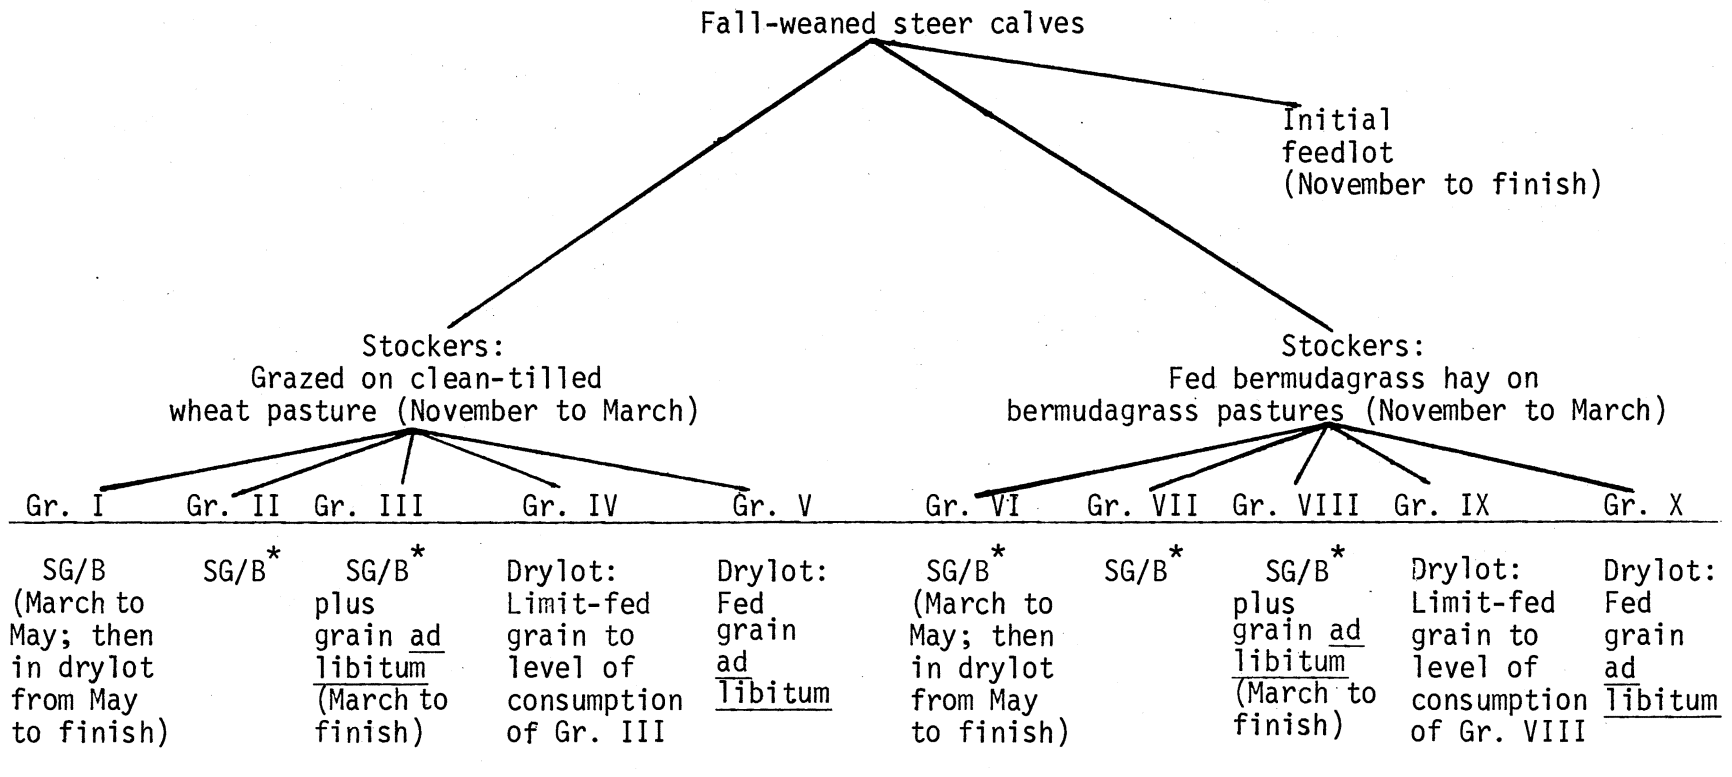 Fall-weaned steer calves
Initial
feedlot
(November to finish)
Stockers:
Grazed on clean-tilled
wheat pasture (November to March)
Stockers:
Fed bermudagrass hay on
bermudagrass pastures (November to March)
Gr. I
Gr. II
Gr. III
Gr. IV
Gr. V
Gr. VI
Gr. VII
Gr. VIII
Gr. IX
Gr. X
SG/B
(March to
May; then
in drylot
from May
to finish)
SG/B*
SG/B*
plus
grain ad
libitum
(March to
finish)
Drylot:
Limit-fed
grain to
level of
consumption
of Gr. III
Drylot:
Fed
grain
ad
libitum
SG/B*
(March to
May; then
in drylot
from May
to finish)
SG/B*
SG/B*
plus
grain ad
libitum
(March to
finish)
Drylot:
Limit-fed
grain to
level of
consumption
of Gr. VIII
Drylot:
Fed
grain
ad
libitum